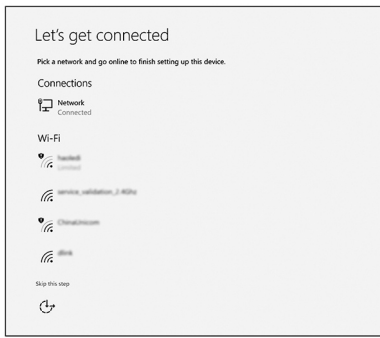 Let's get connected
Pick a network and go online to finish setting up this device.
Connections
Network
Connected
Wi-Fi
Limited
service_validation_2.4Ghz
ChinaUnicom
dlink
Skip this step